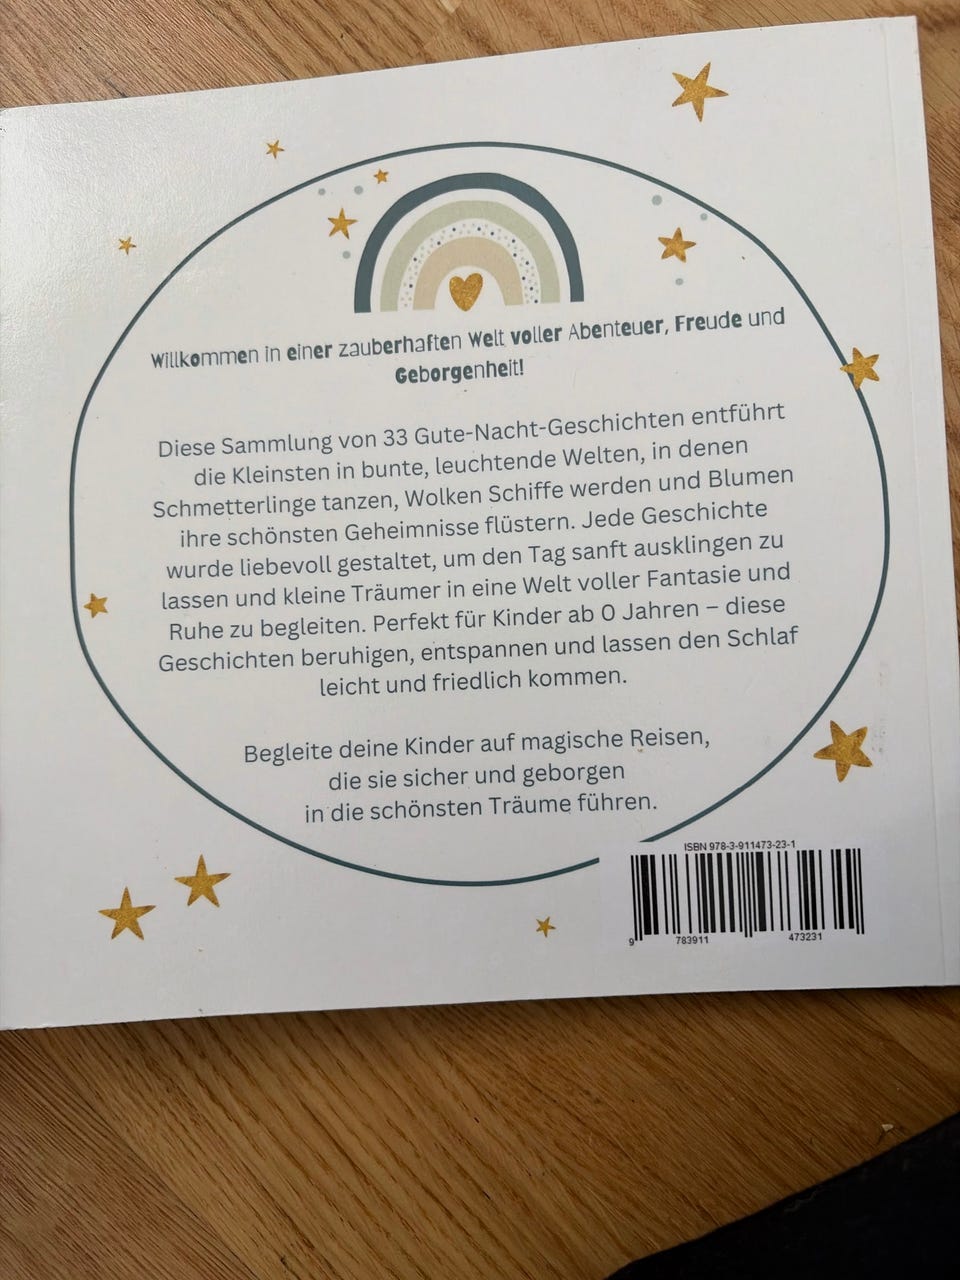 Willkommen in einer zauberhaften Welt voller Abenteuer, Freude und
Geborgenheit!
Diese Sammlung von 33 Gute-Nacht-Geschichten entführt
die Kleinsten in bunte, leuchtende Welten, in denen
Schmetterlinge tanzen, Wolken Schiffe werden und Blumen
ihre schönsten Geheimnisse flüstern. Jede Geschichte
wurde liebevoll gestaltet, um den Tag sanft ausklingen zu
lassen und kleine Träumer in eine Welt voller Fantasie und
Ruhe zu begleiten. Perfekt für Kinder ab 0 Jahren – diese
Geschichten beruhigen, entspannen und lassen den Schlaf
leicht und friedlich kommen.
Begleite deine Kinder auf magische Reisen,
die sie sicher und geborgen
in die schönsten Träume führen.
ISBN 978-3-911473-23-1
9 783911 473231